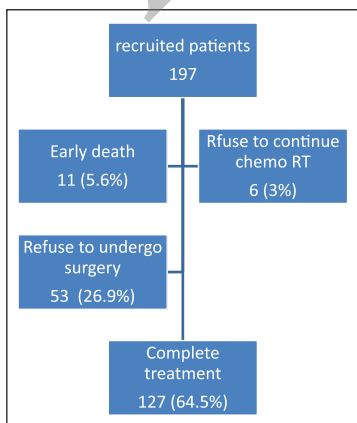 recruited patients
197
Early death
11 (5.6%)
Rfuse to continue
chemo RT
6 (3%)
Refuse to undergo
surgery
53 (26.9%)
Complete
treatment
127 (64.5%)